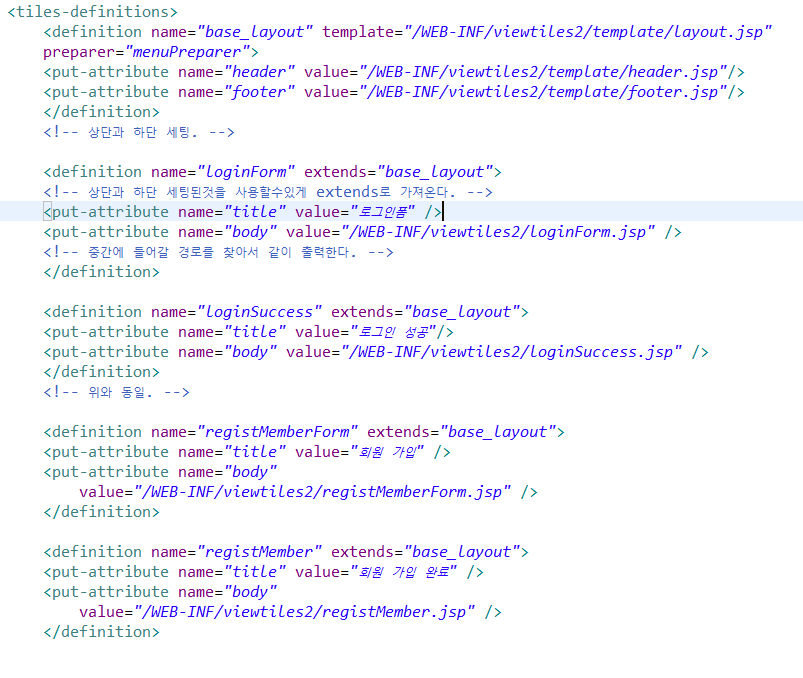 <tiles-definitions>
<definition name="base_layout" template="/WEB-INF/viewtiles2/template/layout.jsp"
preparer="menuPreparer">
<put-attribute name="header" value="/WEB-INF/viewtiles2/template/header.jsp"/>
<put-attribute name="footer" value="/WEB-INF/viewtiles2/template/footer.jsp"/>
</definition>
<!-- 상단과 하단 세팅. -->
<definition name="loginForm" extends="base_layout">
<!-- 상단과 하단 세팅된것을 사용할수있게 extends로 가져온다. -->
<put-attribute name="title" value="로그인폼" />
<put-attribute name="body" value="/WEB-INF/viewtiles2/loginForm.jsp" />
<!-- 중간에 들어갈 경로를 찾아서 같이 출력한다. -->
</definition>
<definition name="loginSuccess" extends="base_layout">
<put-attribute name="title" value="로그인 성공"/>
<put-attribute name="body" value="/WEB-INF/viewtiles2/loginSuccess.jsp" />
</definition>
<!-- 위와 동일. -->
<definition name="registMemberForm" extends="base_layout">
<put-attribute name="title" value="회원 가입" />
<put-attribute name="body"
value="/WEB-INF/viewtiles2/registMemberForm.jsp" />
</definition>
<definition name="registMember" extends="base_layout">
<put-attribute name="title" value="회원 가입 완료" />
<put-attribute name="body"
value="/WEB-INF/viewtiles2/registMember.jsp" />
</definition>